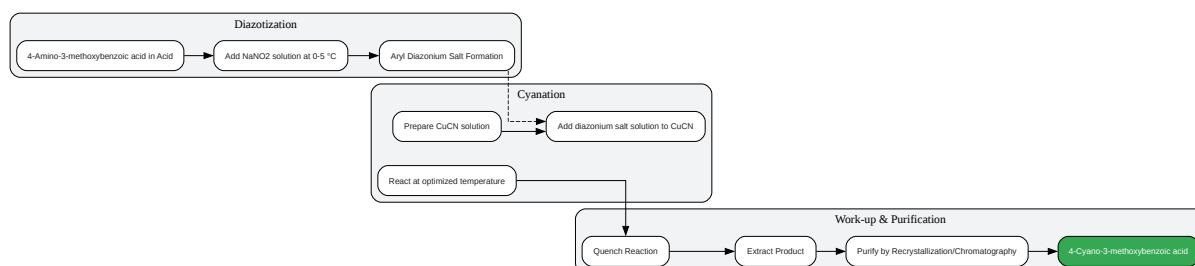 Diazotization
4-Amino-3-methoxybenzoic acid in Acid
Add NaNO2 solution at 0-5 °C
Aryl Diazonium Salt Formation
Cyanation
Prepare CuCN solution
Add diazonium salt solution to CuCN
React at optimized temperature
Work-up & Purification
Quench Reaction
Extract Product
Purify by Recrystallization/Chromatography
4-Cyano-3-methoxybenzoic acid